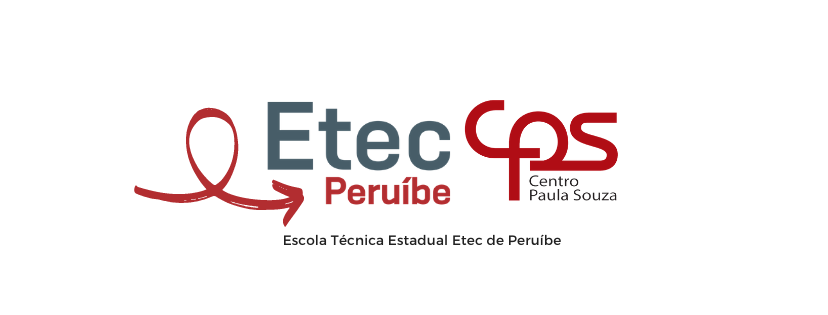 Etec
Peruíbe
cps
Centro
Paula Souza
Escola Técnica Estadual Etec de Peruíbe